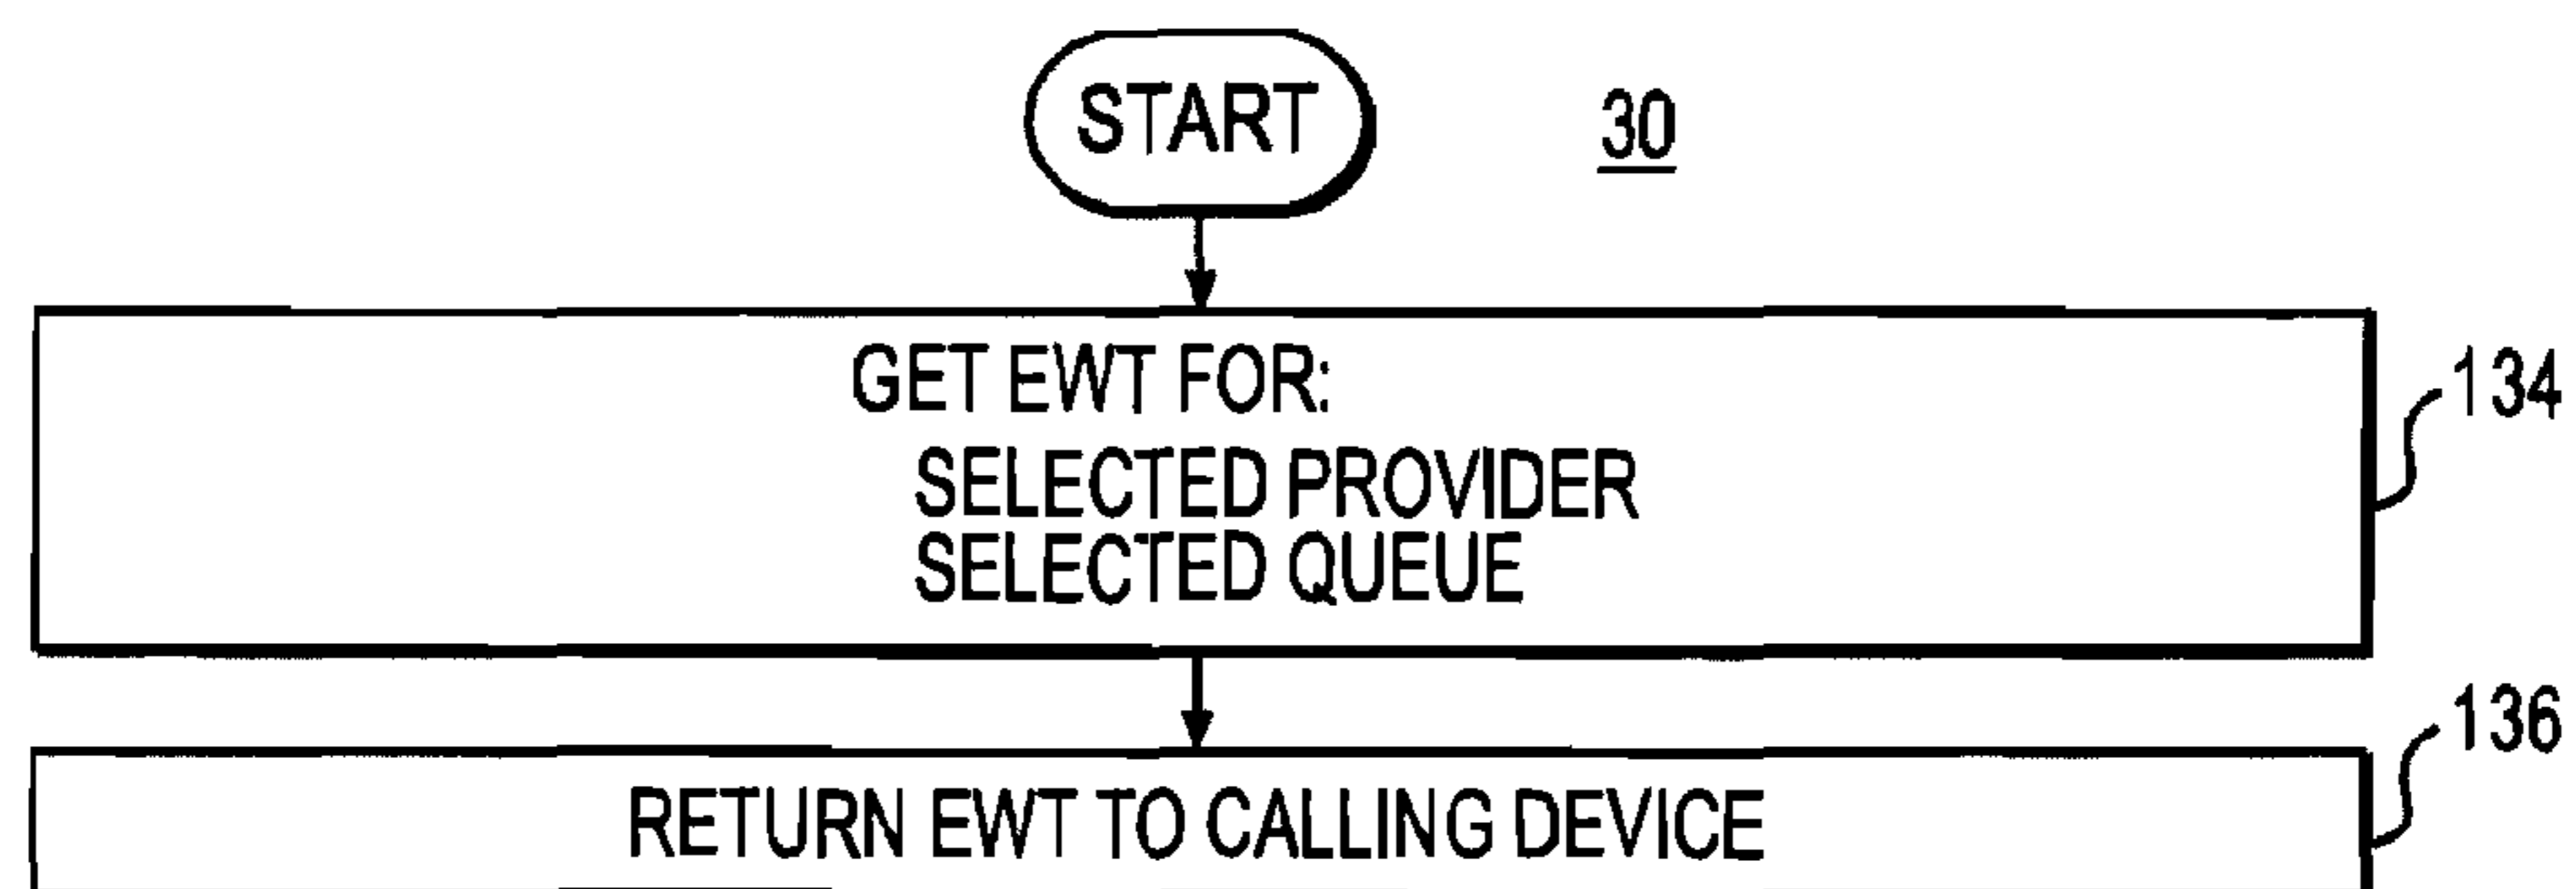 START
30
GET EWT FOR:
134
SELECTED PROVIDER
SELECTED QUEUE
136
RETURN EWT TO CALLING DEVICE